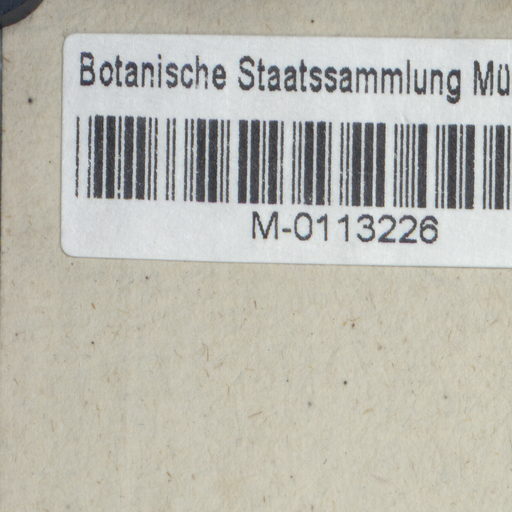 Botanische Staatssammlung Mü
M-0113226